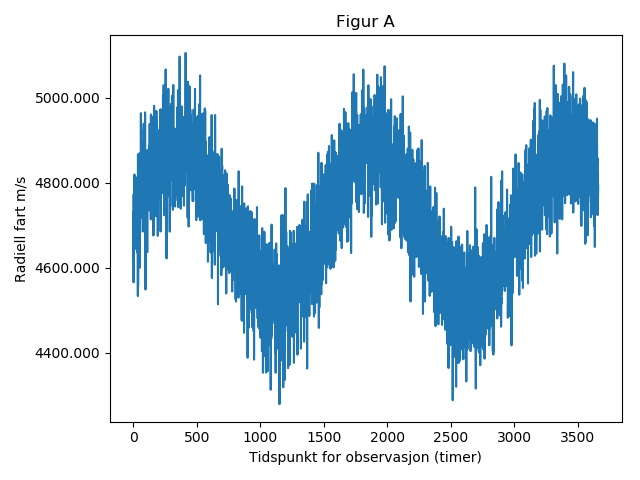 Figur A
Radiell fart m/s
5000.000
4800.000
4600.000
4400.000
0 500 1000 1500 2000 2500 3000 3500
Tidspunkt for observasjon (timer)